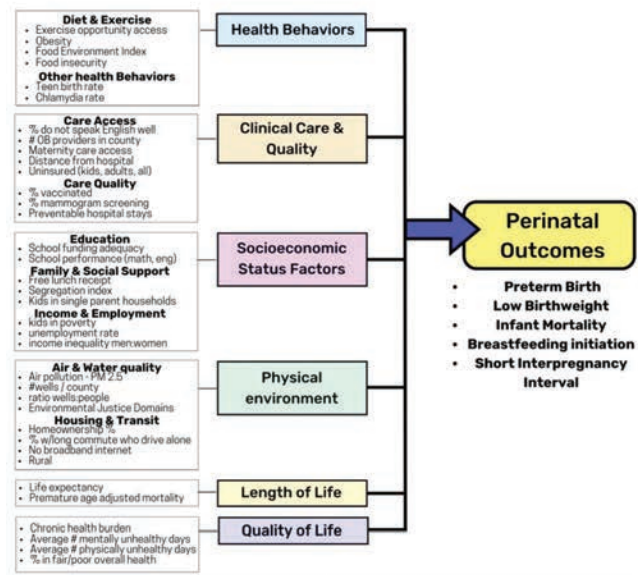 Diet & Exercise
• Exercise opportunity access
• Obesity
• Food Environment Index
• Food insecurity
Other health Behaviors
• Teen birth rate
• Chlamydia rate
Health Behaviors
Care Access
• % do not speak English well
• # OB providers in county
• Maternity care access
• Distance from hospital
• Uninsured (kids, adults, all)
Care Quality
• % vaccinated
• % mammogram screening
• Preventable hospital stays
Clinical Care &
Quality
Education
• School funding adequacy
• School performance (math, eng)
Family & Social Support
• Free lunch receipt
• Segregation index
• Kids in single parent households
Income & Employment
• kids in poverty
• unemployment rate
• income inequality men:women
Socioeconomic
Status Factors
Air & Water quality
• Air pollution - PM 2.5
• #wells / county
• ratio wells:people
• Environmental Justice Domains
Housing & Transit
• Homeownership %
• % w/long commute who drive alone
• No broadband internet
• Rural
Physical
environment
• Life expectancy
• Premature age adjusted mortality
Length of Life
• Chronic health burden
• Average # mentally unhealthy days
• Average # physically unhealthy days
• % in fair/poor overall health
Quality of Life
Perinatal
Outcomes
• Preterm Birth
• Low Birthweight
• Infant Mortality
• Breastfeeding initiation
• Short Interpregnancy
Interval